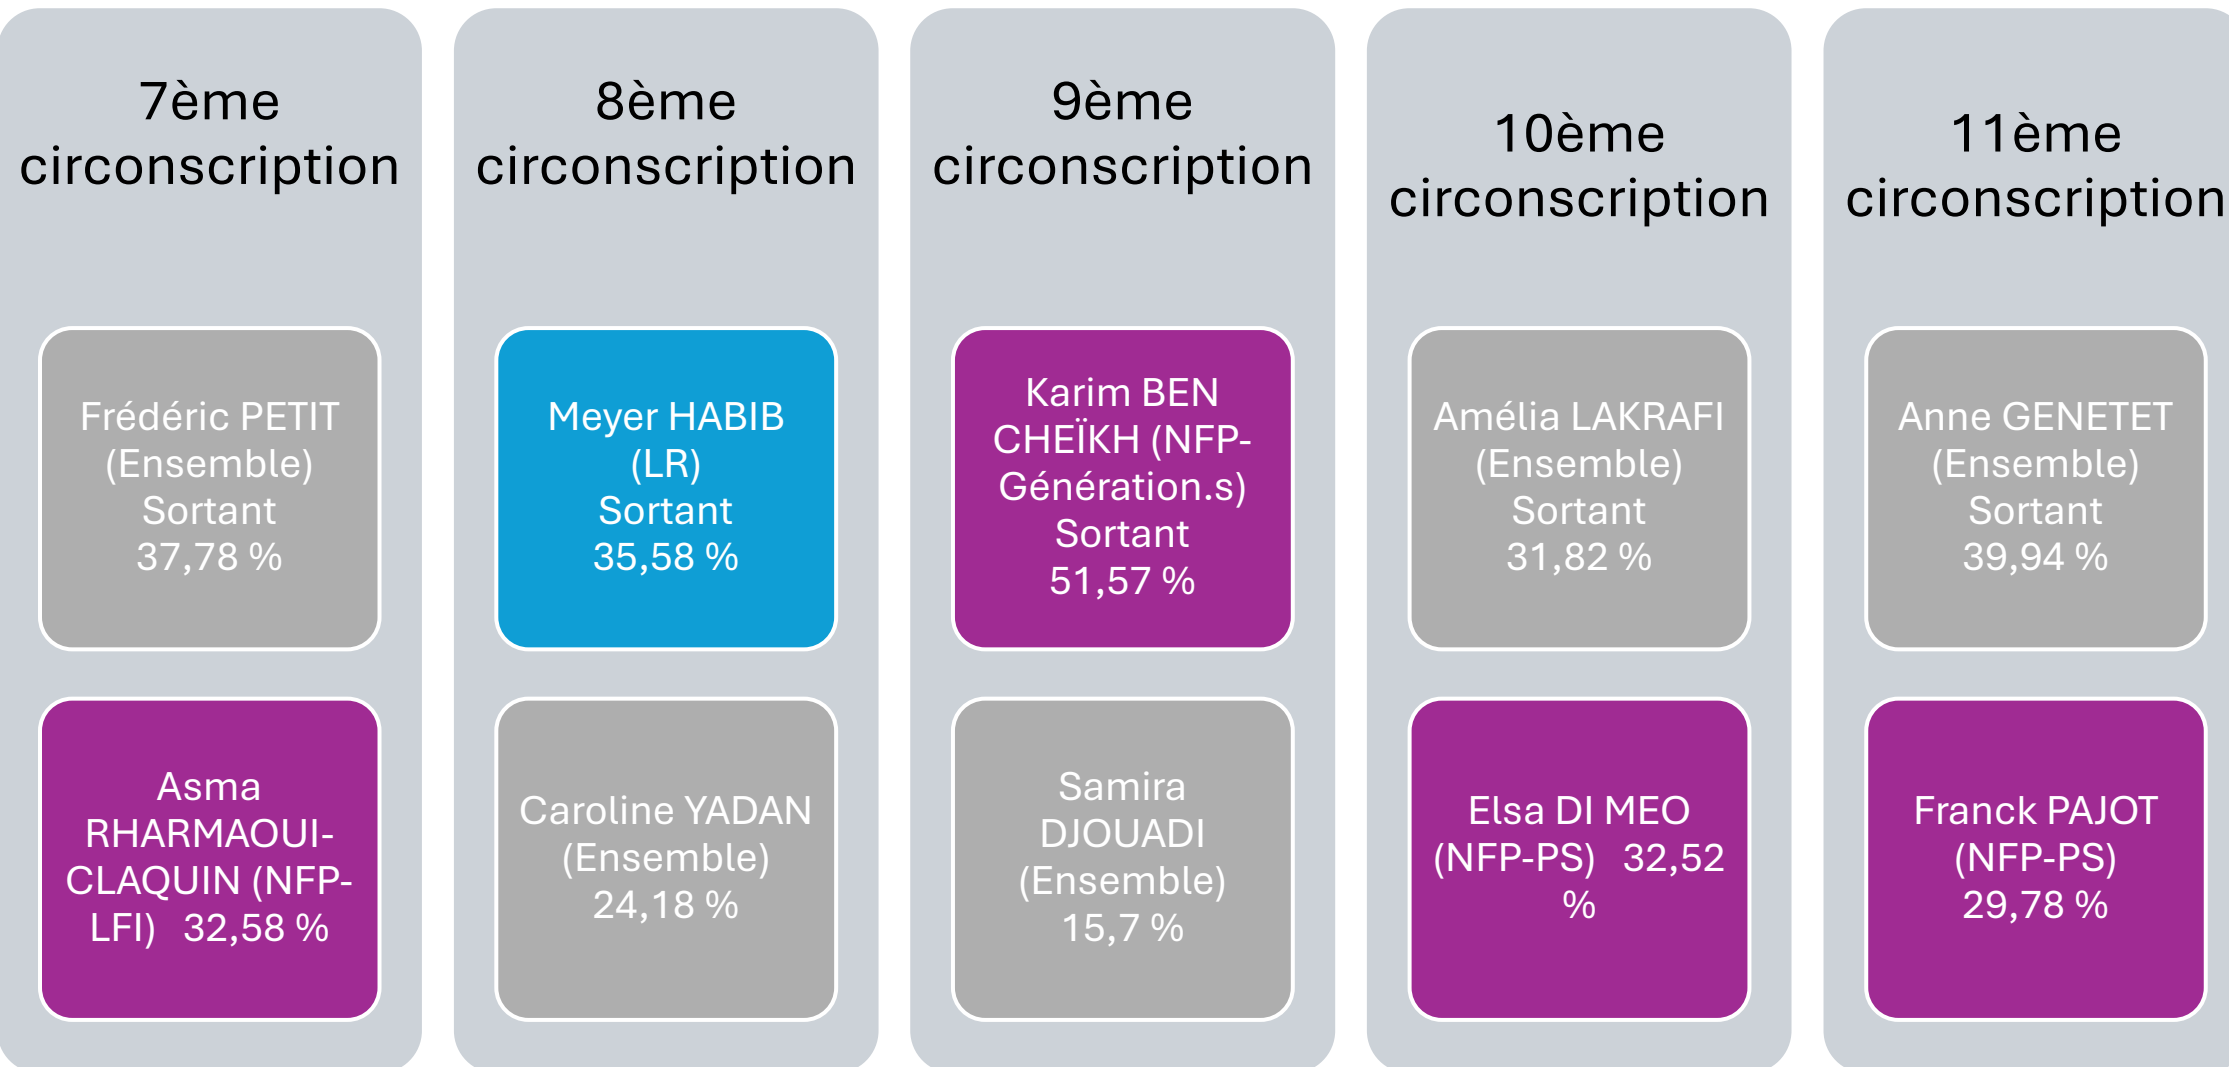 7ème
circonscription
Frédéric PETIT
(Ensemble)
Sortant
37,78 %
Asma
RHARMAOUI-
CLAQUIN (NFP-
LFI) 32,58 %
8ème
circonscription
Meyer HABIB
(LR)
Sortant
35,58 %
Caroline YADAN
(Ensemble)
24,18 %
9ème
circonscription
Karim BEN
CHEÏKH (NFP-
Génération.s)
Sortant
51,57 %
Samira
DJOUADI
(Ensemble)
15,7 %
10ème
circonscription
Amélia LAKRAFI
(Ensemble)
Sortant
31,82 %
Elsa DI MEO
(NFP-PS) 32,52
%
11ème
circonscription
Anne GENETET
(Ensemble)
Sortant
39,94 %
Franck PAJOT
(NFP-PS)
29,78 %